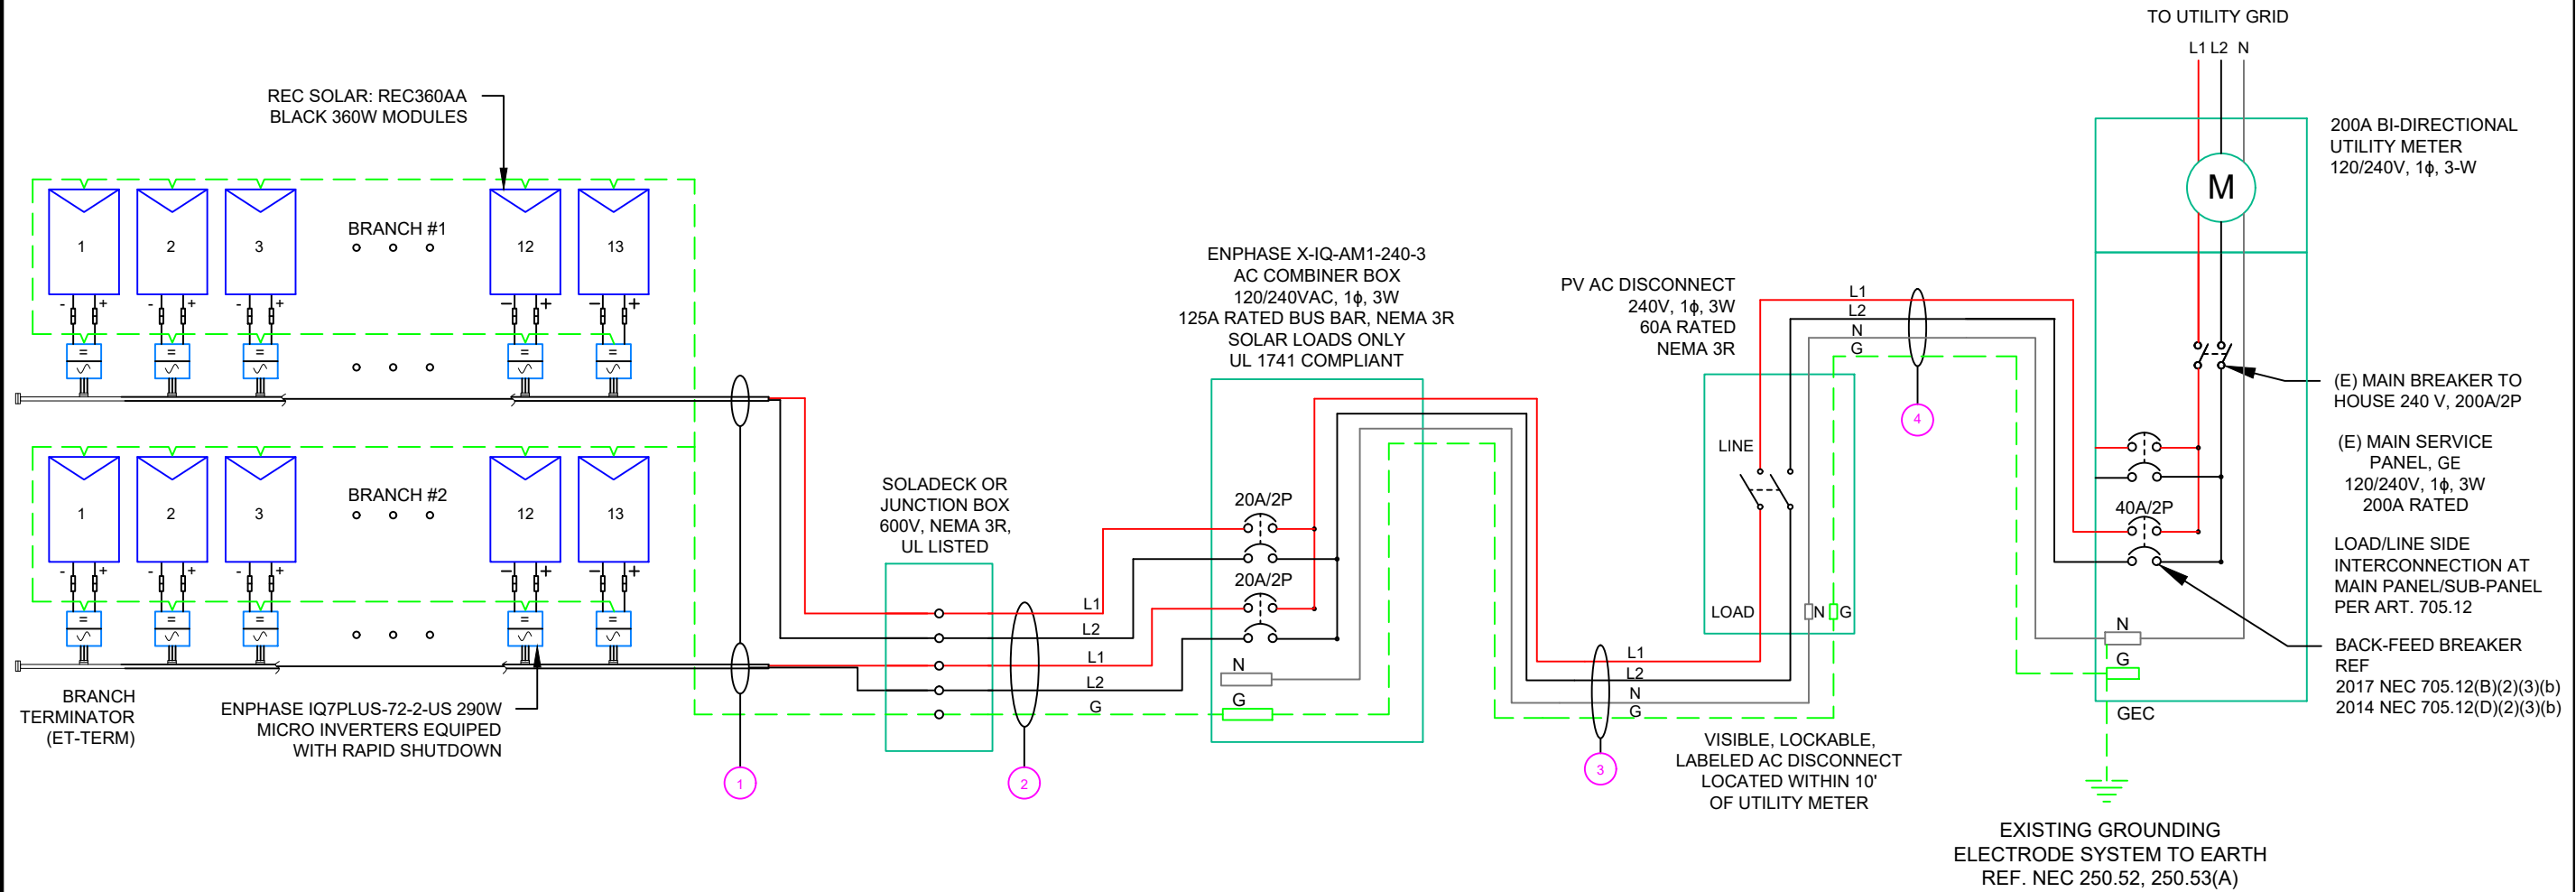 TO UTILITY GRID
L1 L2 N
REC SOLAR: REC360AA
BLACK 360W MODULES
200A BI-DIRECTIONAL
UTILITY METER
120/240V, 1ϕ, 3-W
M
BRANCH #1
1 2 3 12 13
- + - + - + - + - +
= = = = =
ENPHASE X-IQ-AM1-240-3
AC COMBINER BOX
120/240VAC, 1ϕ, 3W
125A RATED BUS BAR, NEMA 3R
SOLAR LOADS ONLY
UL 1741 COMPLIANT
PV AC DISCONNECT
240V, 1ϕ, 3W
60A RATED
NEMA 3R
L1
L2
N
G
4
(E) MAIN BREAKER TO
HOUSE 240 V, 200A/2P
(E) MAIN SERVICE
PANEL, GE
120/240V, 1ϕ, 3W
200A RATED
40A/2P
LOAD/LINE SIDE
INTERCONNECTION AT
MAIN PANEL/SUB-PANEL
PER ART. 705.12
BACK-FEED BREAKER
REF
2017 NEC 705.12(B)(2)(3)(b)
2014 NEC 705.12(D)(2)(3)(b)
N
G
GEC
BRANCH #2
1 2 3 12 13
- + - + - + - + - +
= = = = =
SOLADECK OR
JUNCTION BOX
600V, NEMA 3R,
UL LISTED
20A/2P
20A/2P
L1
L2
L1
L2
G
N
G
LINE
LOAD
N G
L1
L2
N
G
BRANCH
TERMINATOR
(ET-TERM)
ENPHASE IQ7PLUS-72-2-US 290W
MICRO INVERTERS EQUIPED
WITH RAPID SHUTDOWN
1
2
3
VISIBLE, LOCKABLE,
LABELED AC DISCONNECT
LOCATED WITHIN 10'
OF UTILITY METER
EXISTING GROUNDING
ELECTRODE SYSTEM TO EARTH
REF. NEC 250.52, 250.53(A)